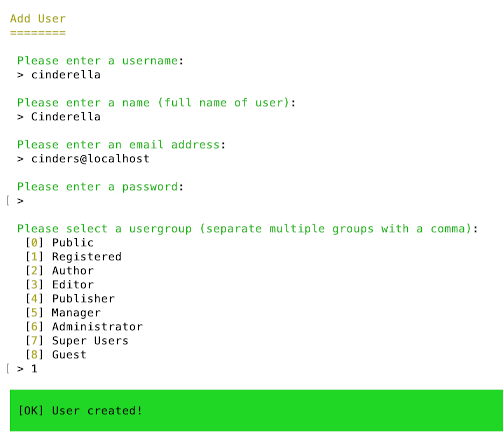 Add User
========
Please enter a username:
> cinderella
Please enter a name (full name of user):
> Cinderella
Please enter an email address:
> cinders@localhost
Please enter a password:
[ >
Please select a usergroup (separate multiple groups with a comma):
[0] Public
[1] Registered
[2] Author
[3] Editor
[4] Publisher
[5] Manager
[6] Administrator
[7] Super Users
[8] Guest
[ > 1
[OK] User created!